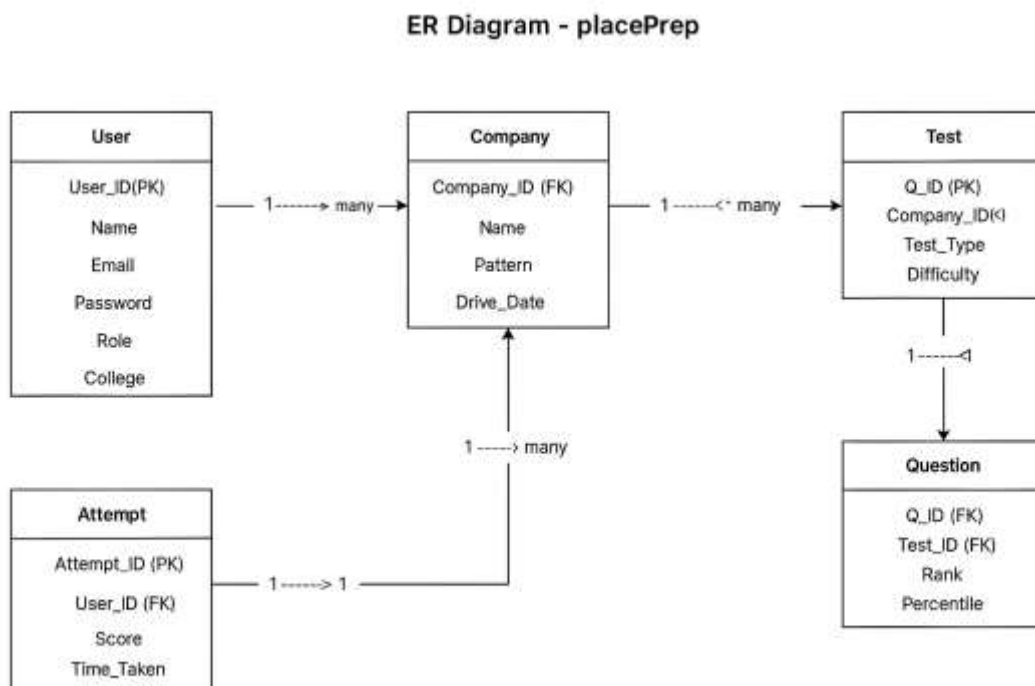 ER Diagram - placePrep
User
User_ID(PK)
Name
Email
Password
Role
College
1 ------> many
Company
Company_ID (FK)
Name
Pattern
Drive_Date
1 ------< many
Test
Q_ID (PK)
Company_ID(<)
Test_Type
Difficulty
1 ------<
1 -----> many
Attempt
Attempt_ID (PK)
User_ID (FK)
Score
Time_Taken
1 ------> 1
Question
Q_ID (FK)
Test_ID (FK)
Rank
Percentile